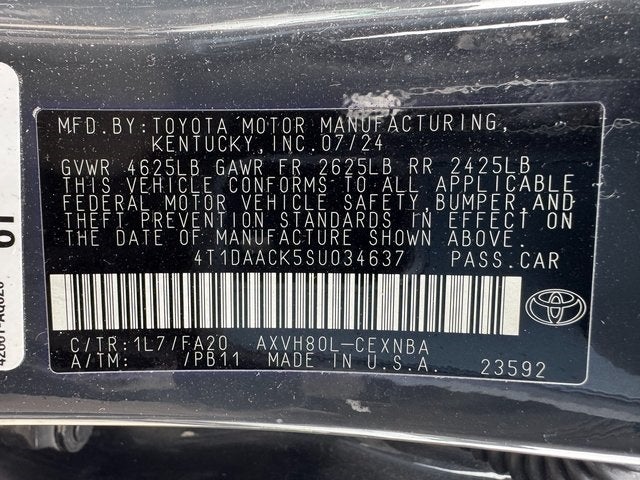 MFD.BY:TOYOTA MOTOR MANUFACTURING,
KENTUCKY,INC.07/24
GVWR 4625LB GAWR FR 2625LB RR 2425LB
THIS VEHICLE CONFORMS TO ALL APPLICABLE
FEDERAL MOTOR VEHICLE SAFETY, BUMPER,AND
THEFT PREVENTION STANDARDS IN EFFECT ON
THE DATE OF MANUFACTURE SHOWN ABOVE.
4T1DAACK5SU034637 PASS.CAR
C/TR:1L7/FA20 AXVH80L-CEXNBA
A/TM: /PB11 MADE IN U.S.A. 23592